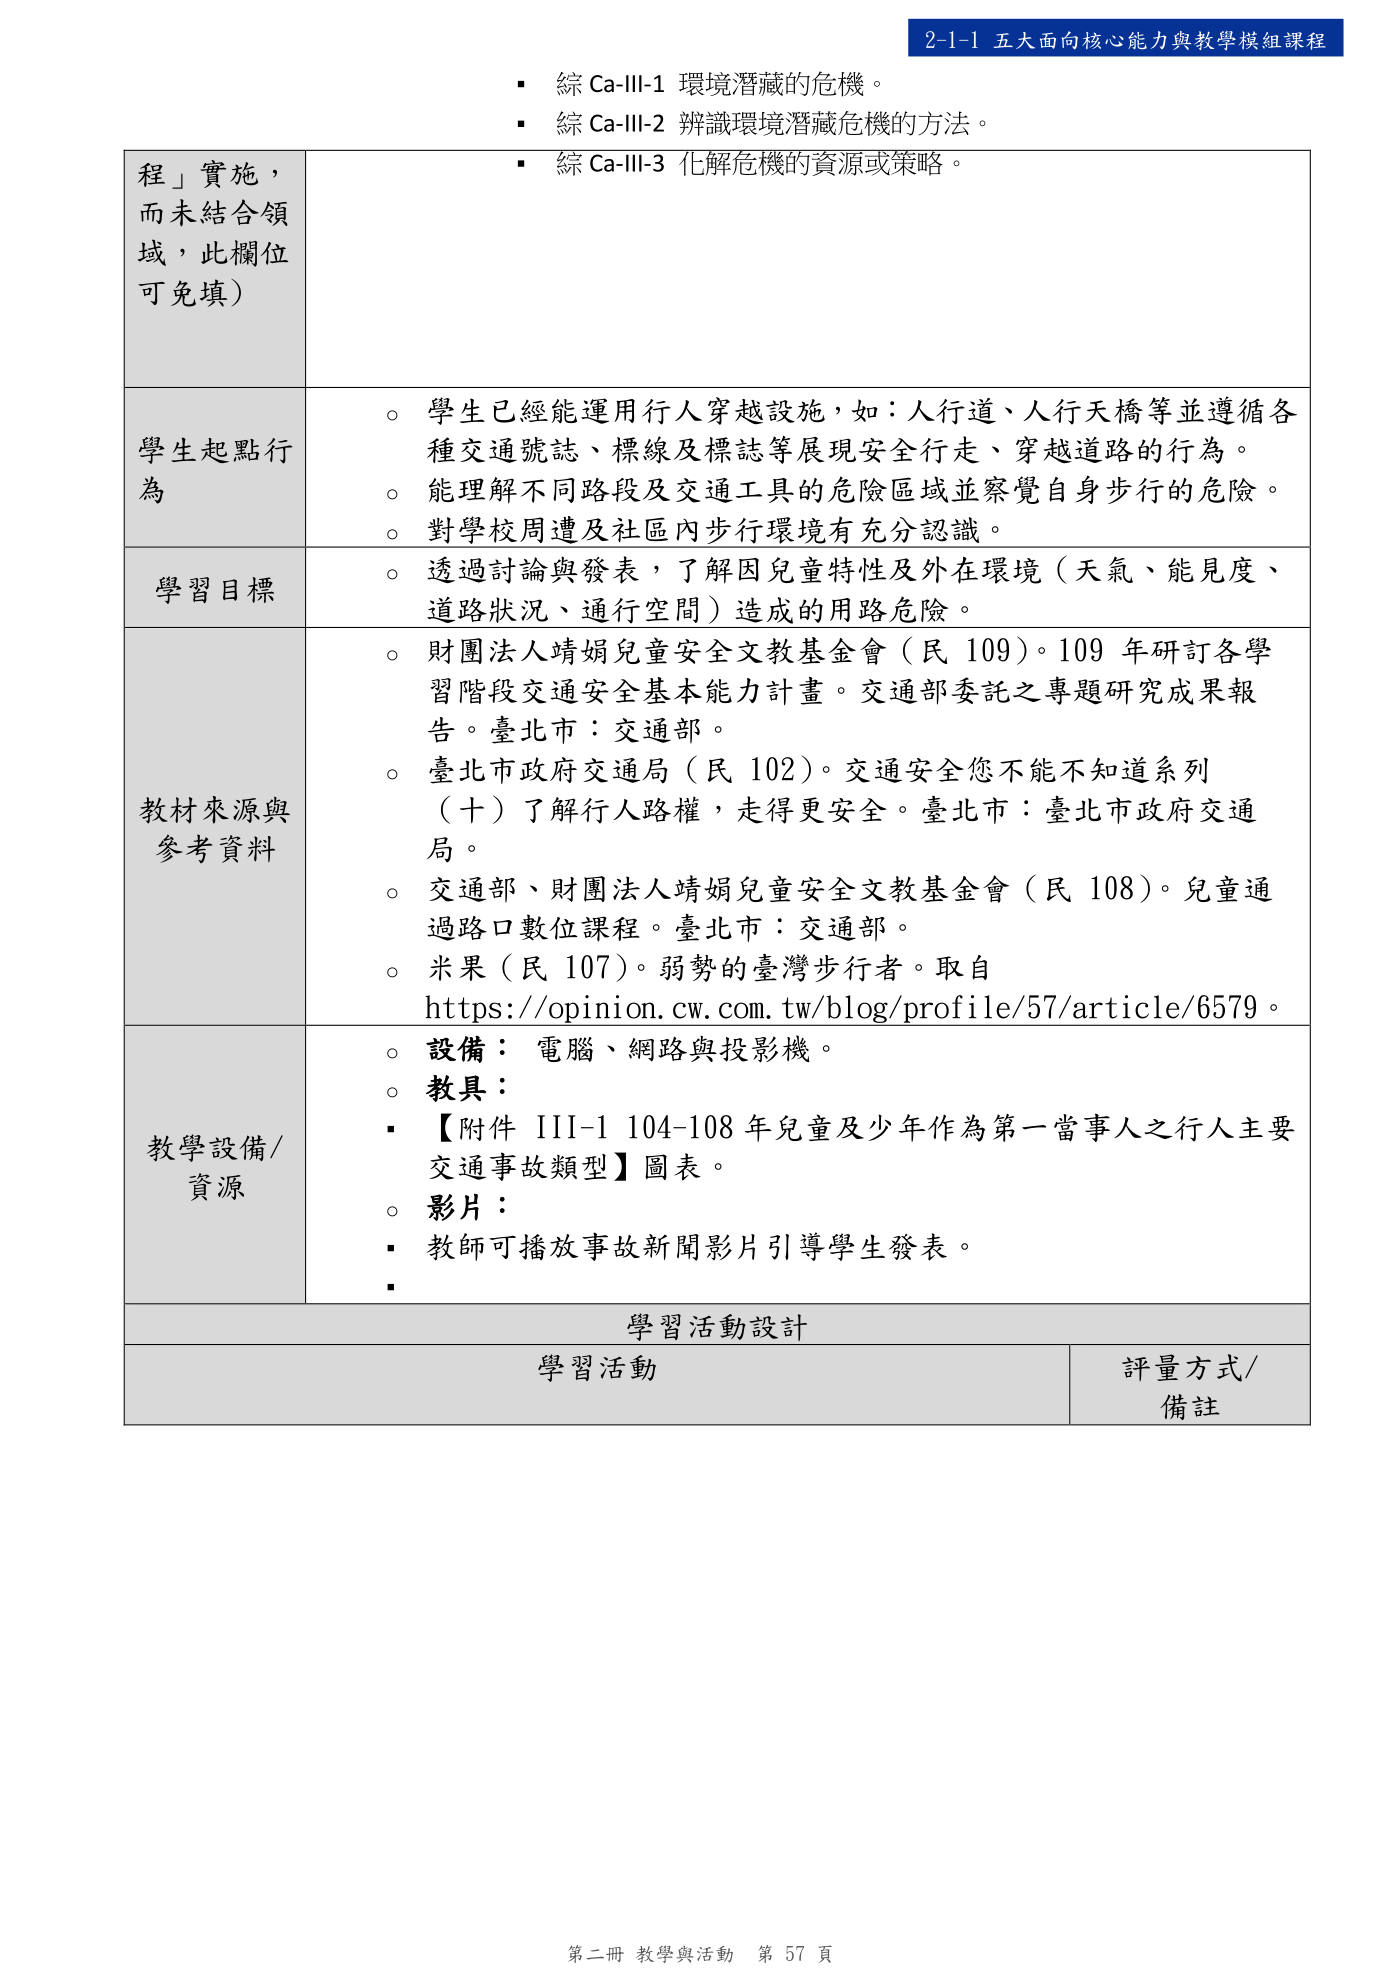 2-1-1 五大面向核心能力與教學模組課程
▪ 綜 Ca-III-1 環境潛藏的危機。
▪ 綜 Ca-III-2 辨識環境潛藏危機的方法。
▪ 綜 Ca-III-3 化解危機的資源或策略。
程」實施，
而未結合領
域，此欄位
可免填）
學生起點行
為
○ 學生已經能運用行人穿越設施，如：人行道、人行天橋等並遵循各
種交通號誌、標線及標誌等展現安全行走、穿越道路的行為。
○ 能理解不同路段及交通工具的危險區域並察覺自身步行的危險。
○ 對學校周遭及社區內步行環境有充分認識。
學習目標
○ 透過討論與發表，了解因兒童特性及外在環境（天氣、能見度、
道路狀況、通行空間）造成的用路危險。
教材來源與
參考資料
○ 財團法人靖娟兒童安全文教基金會（民 109）。109 年研訂各學
習階段交通安全基本能力計畫。交通部委託之專題研究成果報
告。臺北市：交通部。
○ 臺北市政府交通局（民 102）。交通安全您不能不知道系列
（十）了解行人路權，走得更安全。臺北市：臺北市政府交通
局。
○ 交通部、財團法人靖娟兒童安全文教基金會（民 108）。兒童通
過路口數位課程。臺北市：交通部。
○ 米果（民 107）。弱勢的臺灣步行者。取自
https://opinion.cw.com.tw/blog/profile/57/article/6579。
教學設備/
資源
○ 設備： 電腦、網路與投影機。
○ 教具：
▪ 【附件 III-1 104-108 年兒童及少年作為第一當事人之行人主要
交通事故類型】圖表。
○ 影片：
▪ 教師可播放事故新聞影片引導學生發表。
▪
學習活動設計
學習活動
評量方式/
備註
第二冊 教學與活動 第 57 頁